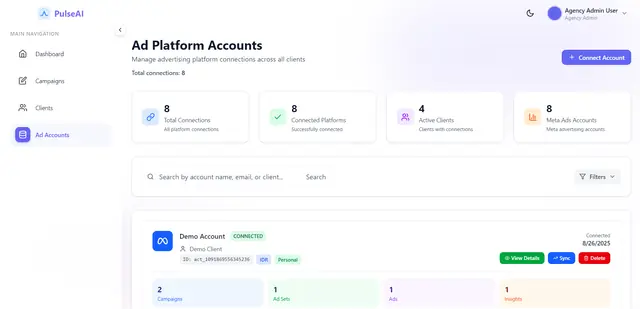 PulseAI
MAIN NAVIGATION
Dashboard
Campaigns
Clients
Ad Accounts
Agency Admin User
Agency Admin
Ad Platform Accounts
Manage advertising platform connections across all clients
Total connections: 8
+ Connect Account
8
Total Connections
All platform connections
8
Connected Platforms
Successfully connected
4
Active Clients
Clients with connections
8
Meta Ads Accounts
Meta advertising accounts
Search by account name, email, or client...
Search
Filters
Demo Account CONNECTED
Demo Client
ID: act_1091869556345236 IDR Personal
Connected
8/26/2025
View Details Sync Delete
2
Campaigns
1
Ad Sets
1
Ads
1
Insights